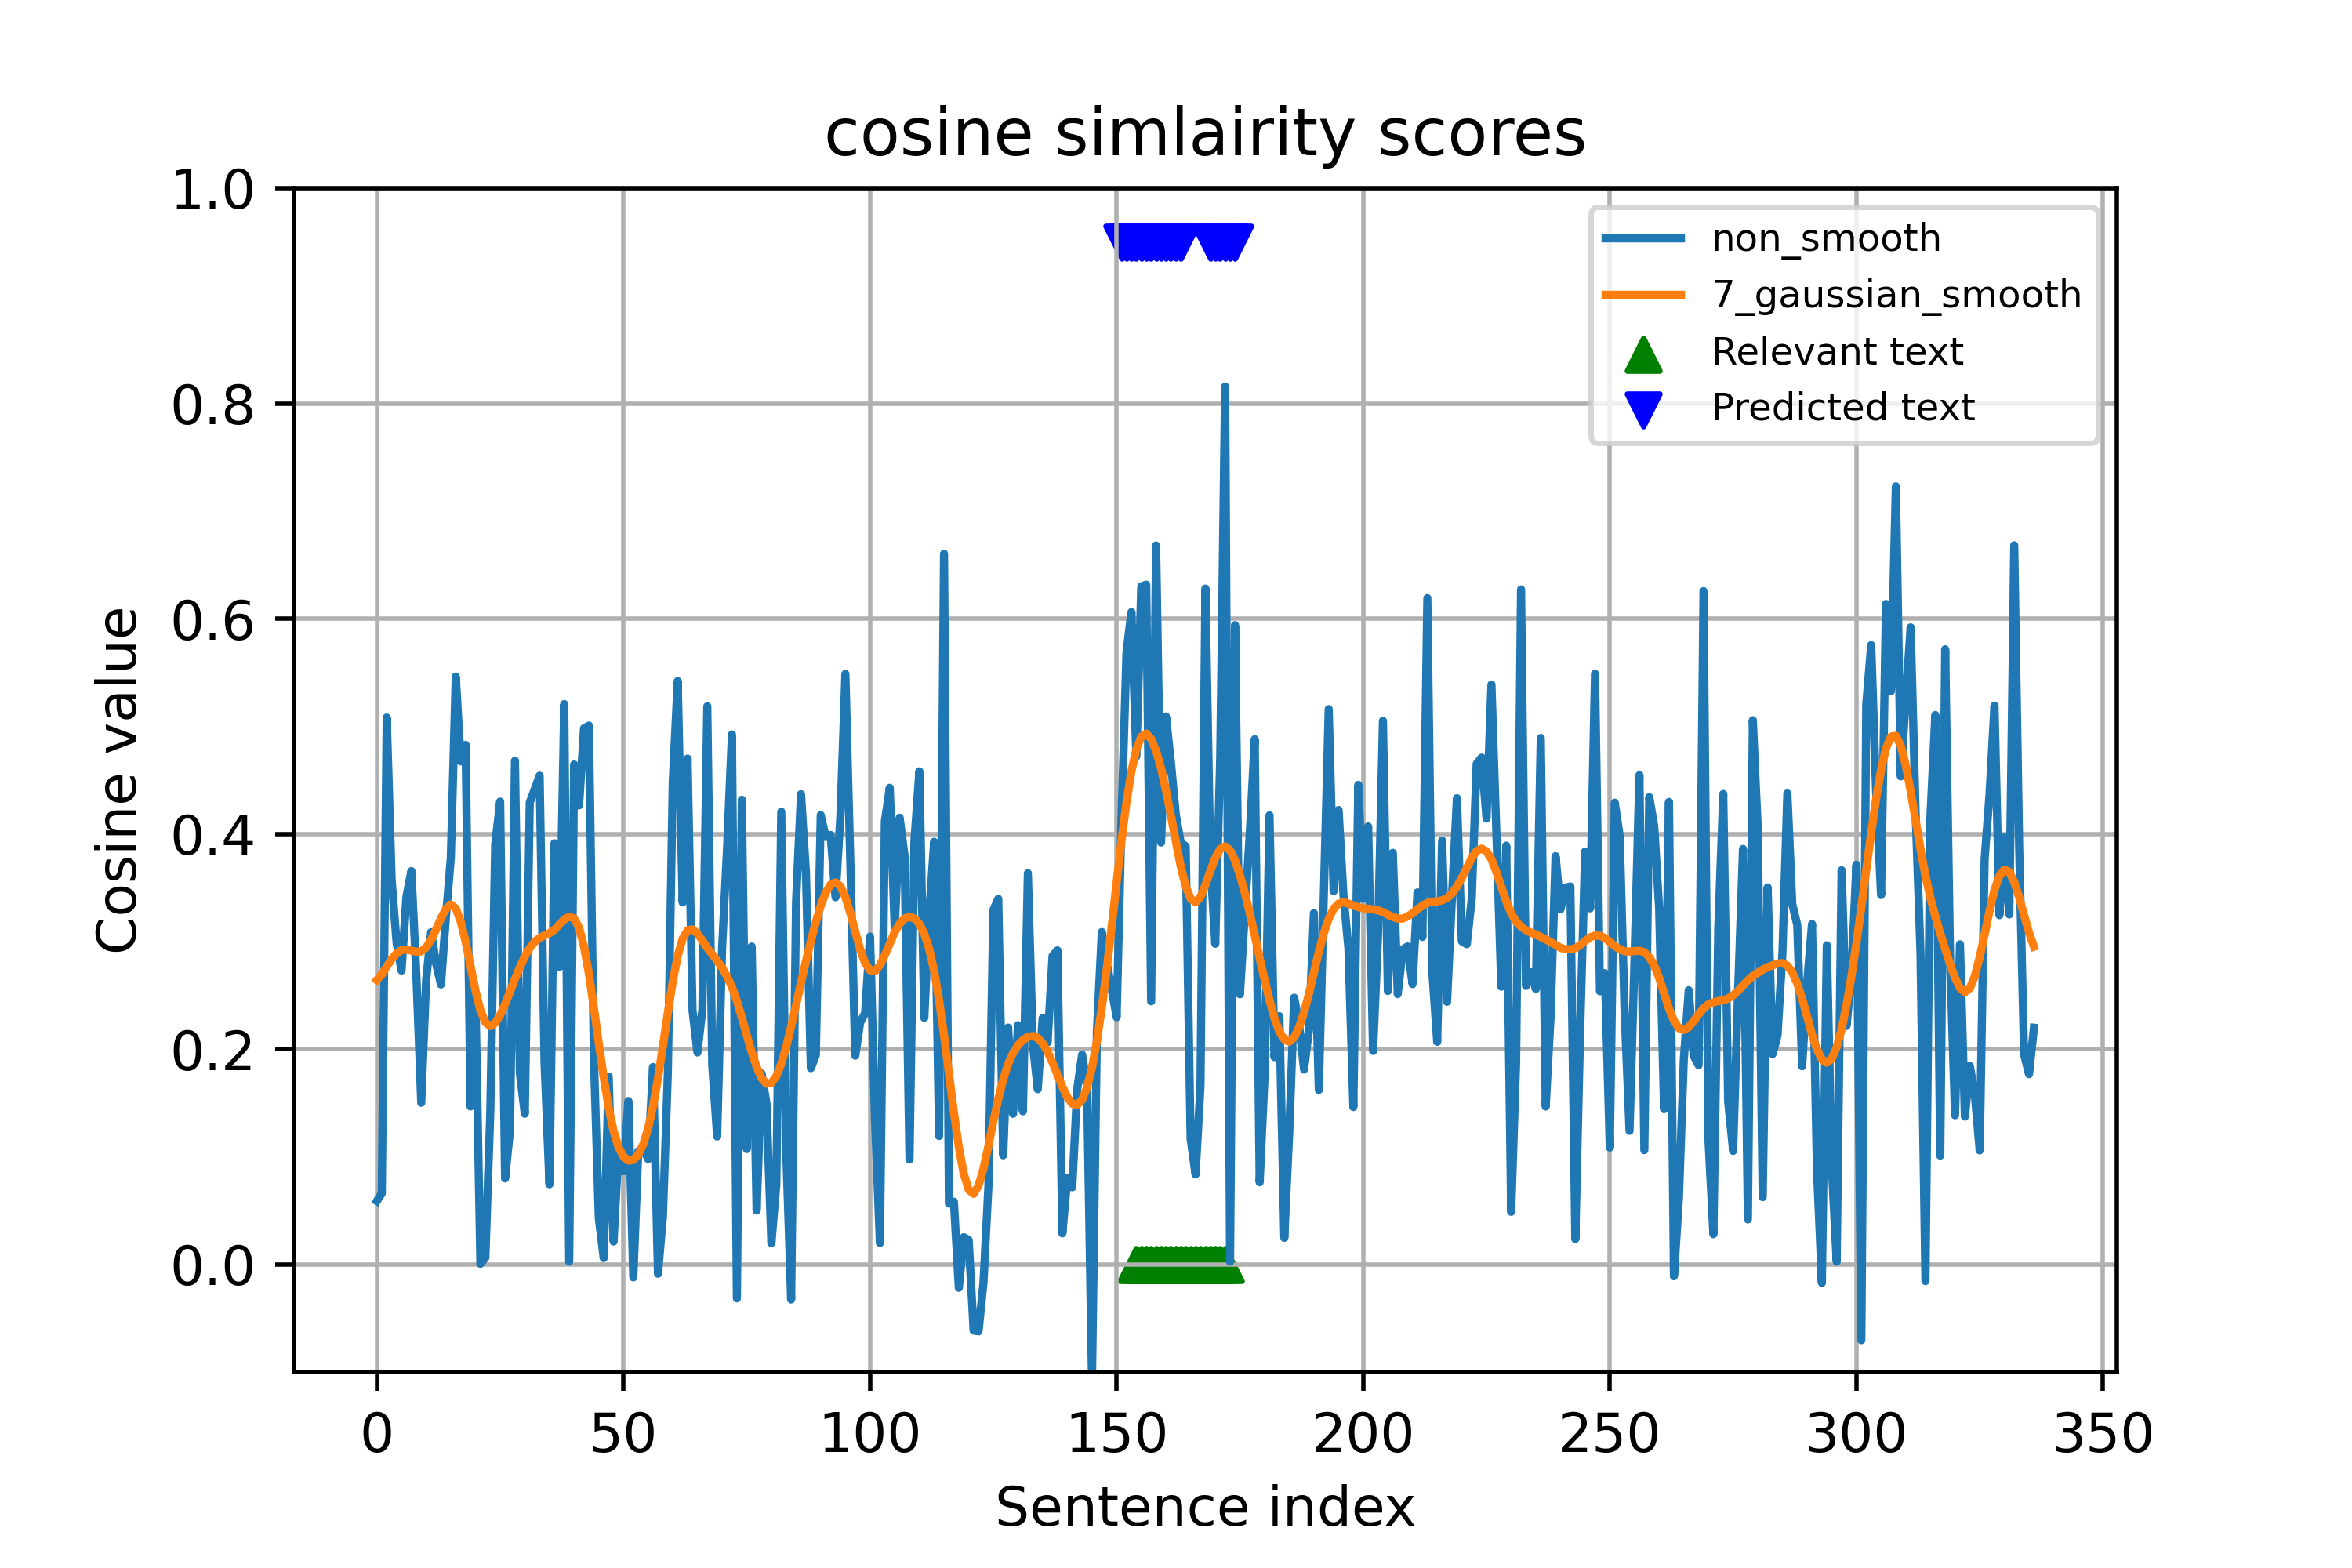 cosine simlairity scores
1.0
0.8
0.6
0.4
0.2
0.0
Cosine value
non_smooth
7_gaussian_smooth
Relevant text
Predicted text
0 50 100 150 200 250 300 350
Sentence index